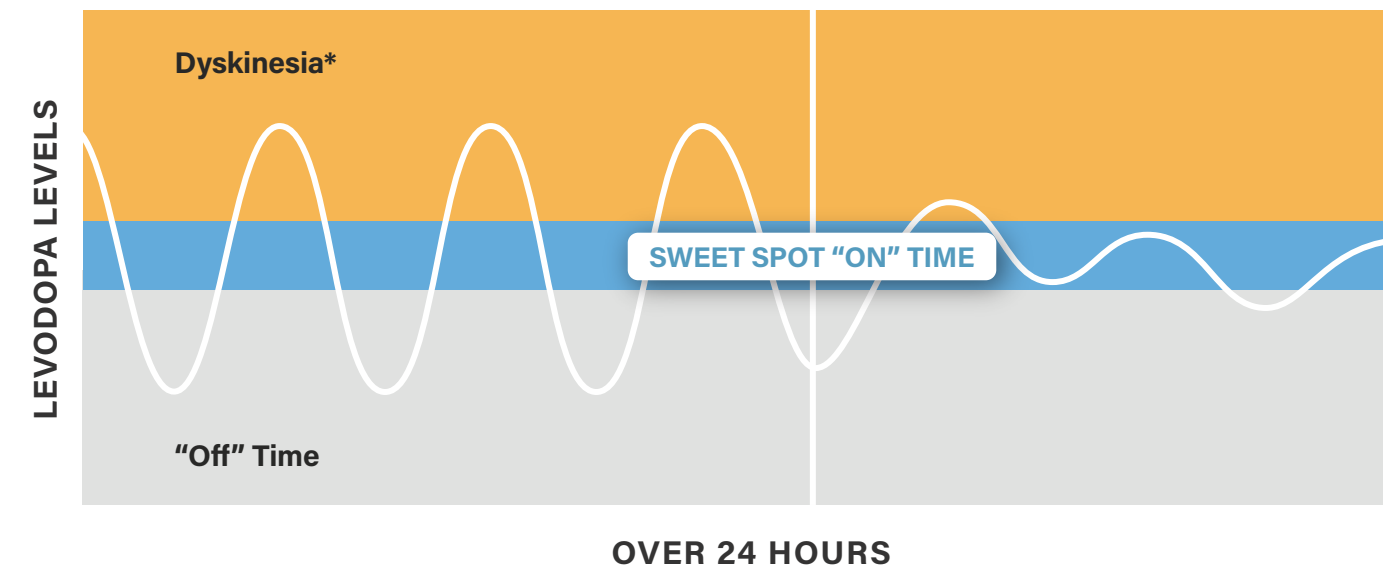 Dyskinesia*
LEVODOPA LEVELS
SWEET SPOT “ON” TIME
“Off” Time
OVER 24 HOURS